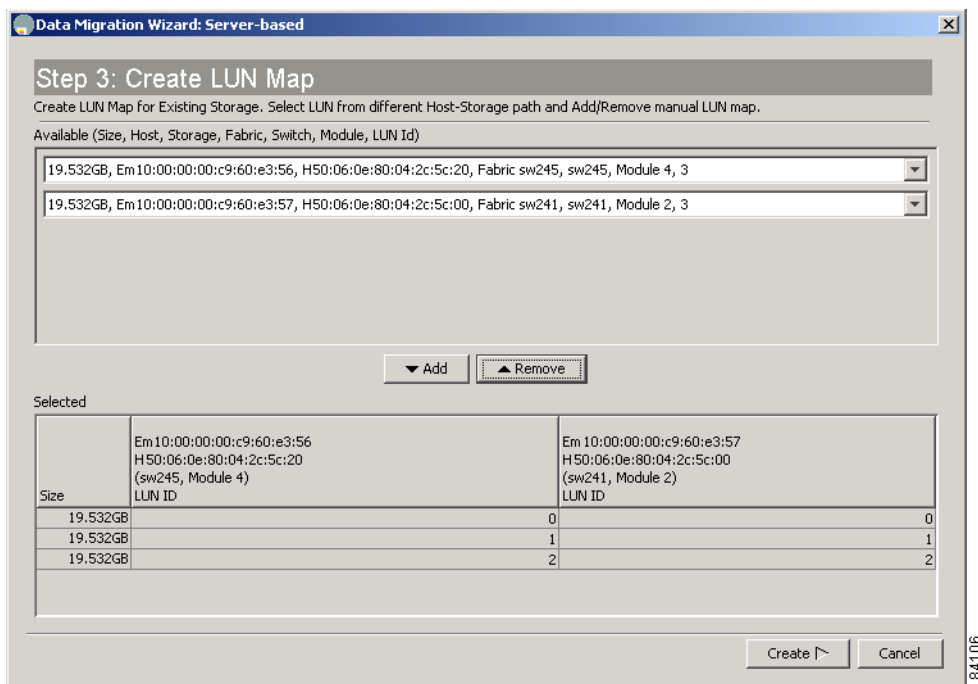 Data Migration Wizard: Server-based
Step 3: Create LUN Map
Create LUN Map for Existing Storage. Select LUN from different Host-Storage path and Add/Remove manual LUN map.
Available (Size, Host, Storage, Fabric, Switch, Module, LUN Id)
19.532GB, Em10:00:00:00:c9:60:e3:56, H50:06:0e:80:04:2c:5c:20, Fabric sw245, sw245, Module 4, 3
19.532GB, Em10:00:00:00:c9:60:e3:57, H50:06:0e:80:04:2c:5c:00, Fabric sw241, sw241, Module 2, 3
Add Remove
Selected
Em10:00:00:00:c9:60:e3:56 Em10:00:00:00:c9:60:e3:57
H50:06:0e:80:04:2c:5c:20 H50:06:0e:80:04:2c:5c:00
(sw245, Module 4) (sw241, Module 2)
Size LUN ID LUN ID
19.532GB 0 0
19.532GB 1 1
19.532GB 2 2
Create Cancel